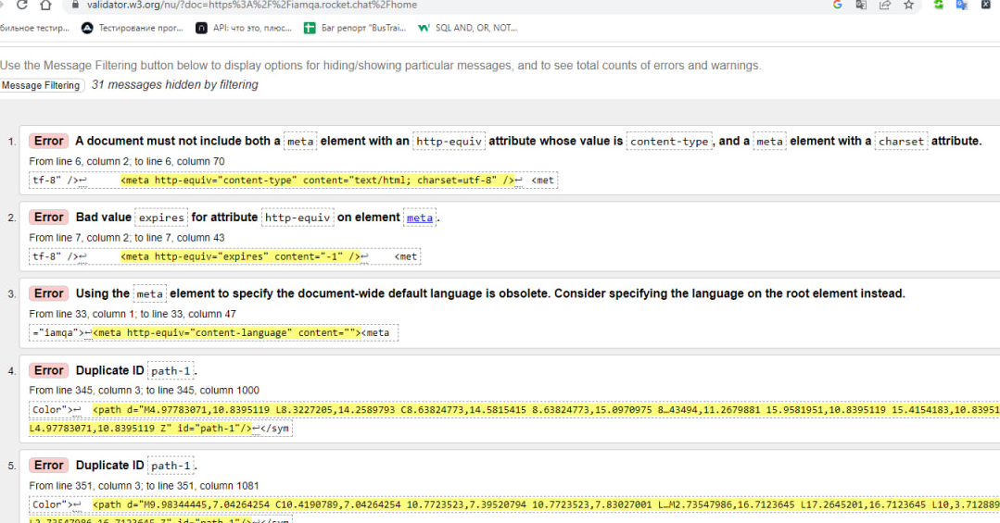 validator.w3.org/nu/?doc=https%3A%2F%2Fiamqa.rocket.chat%2Fhome
бильное тестир... Тестирование прог... API: что это, плюс... Баг репорт "BusTrai... SQL AND, OR, NOT...
Use the Message Filtering button below to display options for hiding/showing particular messages, and to see total counts of errors and warnings.
Message Filtering 31 messages hidden by filtering
1. Error A document must not include both a meta element with an http-equiv attribute whose value is content-type, and a meta element with a charset attribute.
From line 6, column 2; to line 6, column 70
tf-8" />↩ <meta http-equiv="content-type" content="text/html; charset=utf-8" />↩ <met
2. Error Bad value expires for attribute http-equiv on element meta.
From line 7, column 2; to line 7, column 43
tf-8" />↩ <meta http-equiv="expires" content="-1" />↩ <met
3. Error Using the meta element to specify the document-wide default language is obsolete. Consider specifying the language on the root element instead.
From line 33, column 1; to line 33, column 47
="iamqa">↩<meta http-equiv="content-language" content=""><meta
4. Error Duplicate ID path-1.
From line 345, column 3; to line 345, column 1000
Color">↩ <path d="M4.97783071,10.8395119 L8.3227205,14.2589793 C8.63824773,14.5815415 8.63824773,15.0970975 8…43494,11.2679881 15.9581951,10.8395119 15.4154183,10.83951
L4.97783071,10.8395119 Z" id="path-1"/>↩</sym
5. Error Duplicate ID path-1.
From line 351, column 3; to line 351, column 1081
Color">↩ <path d="M9.98344445,7.04264254 C10.4190789,7.04264254 10.7723523,7.39520794 10.7723523,7.83027001 L…M2.73547986,16.7123645 L17.2645201,16.7123645 L10,3.712889
L2.73547986,16.7123645 Z" id="path-1"/>↩</sym